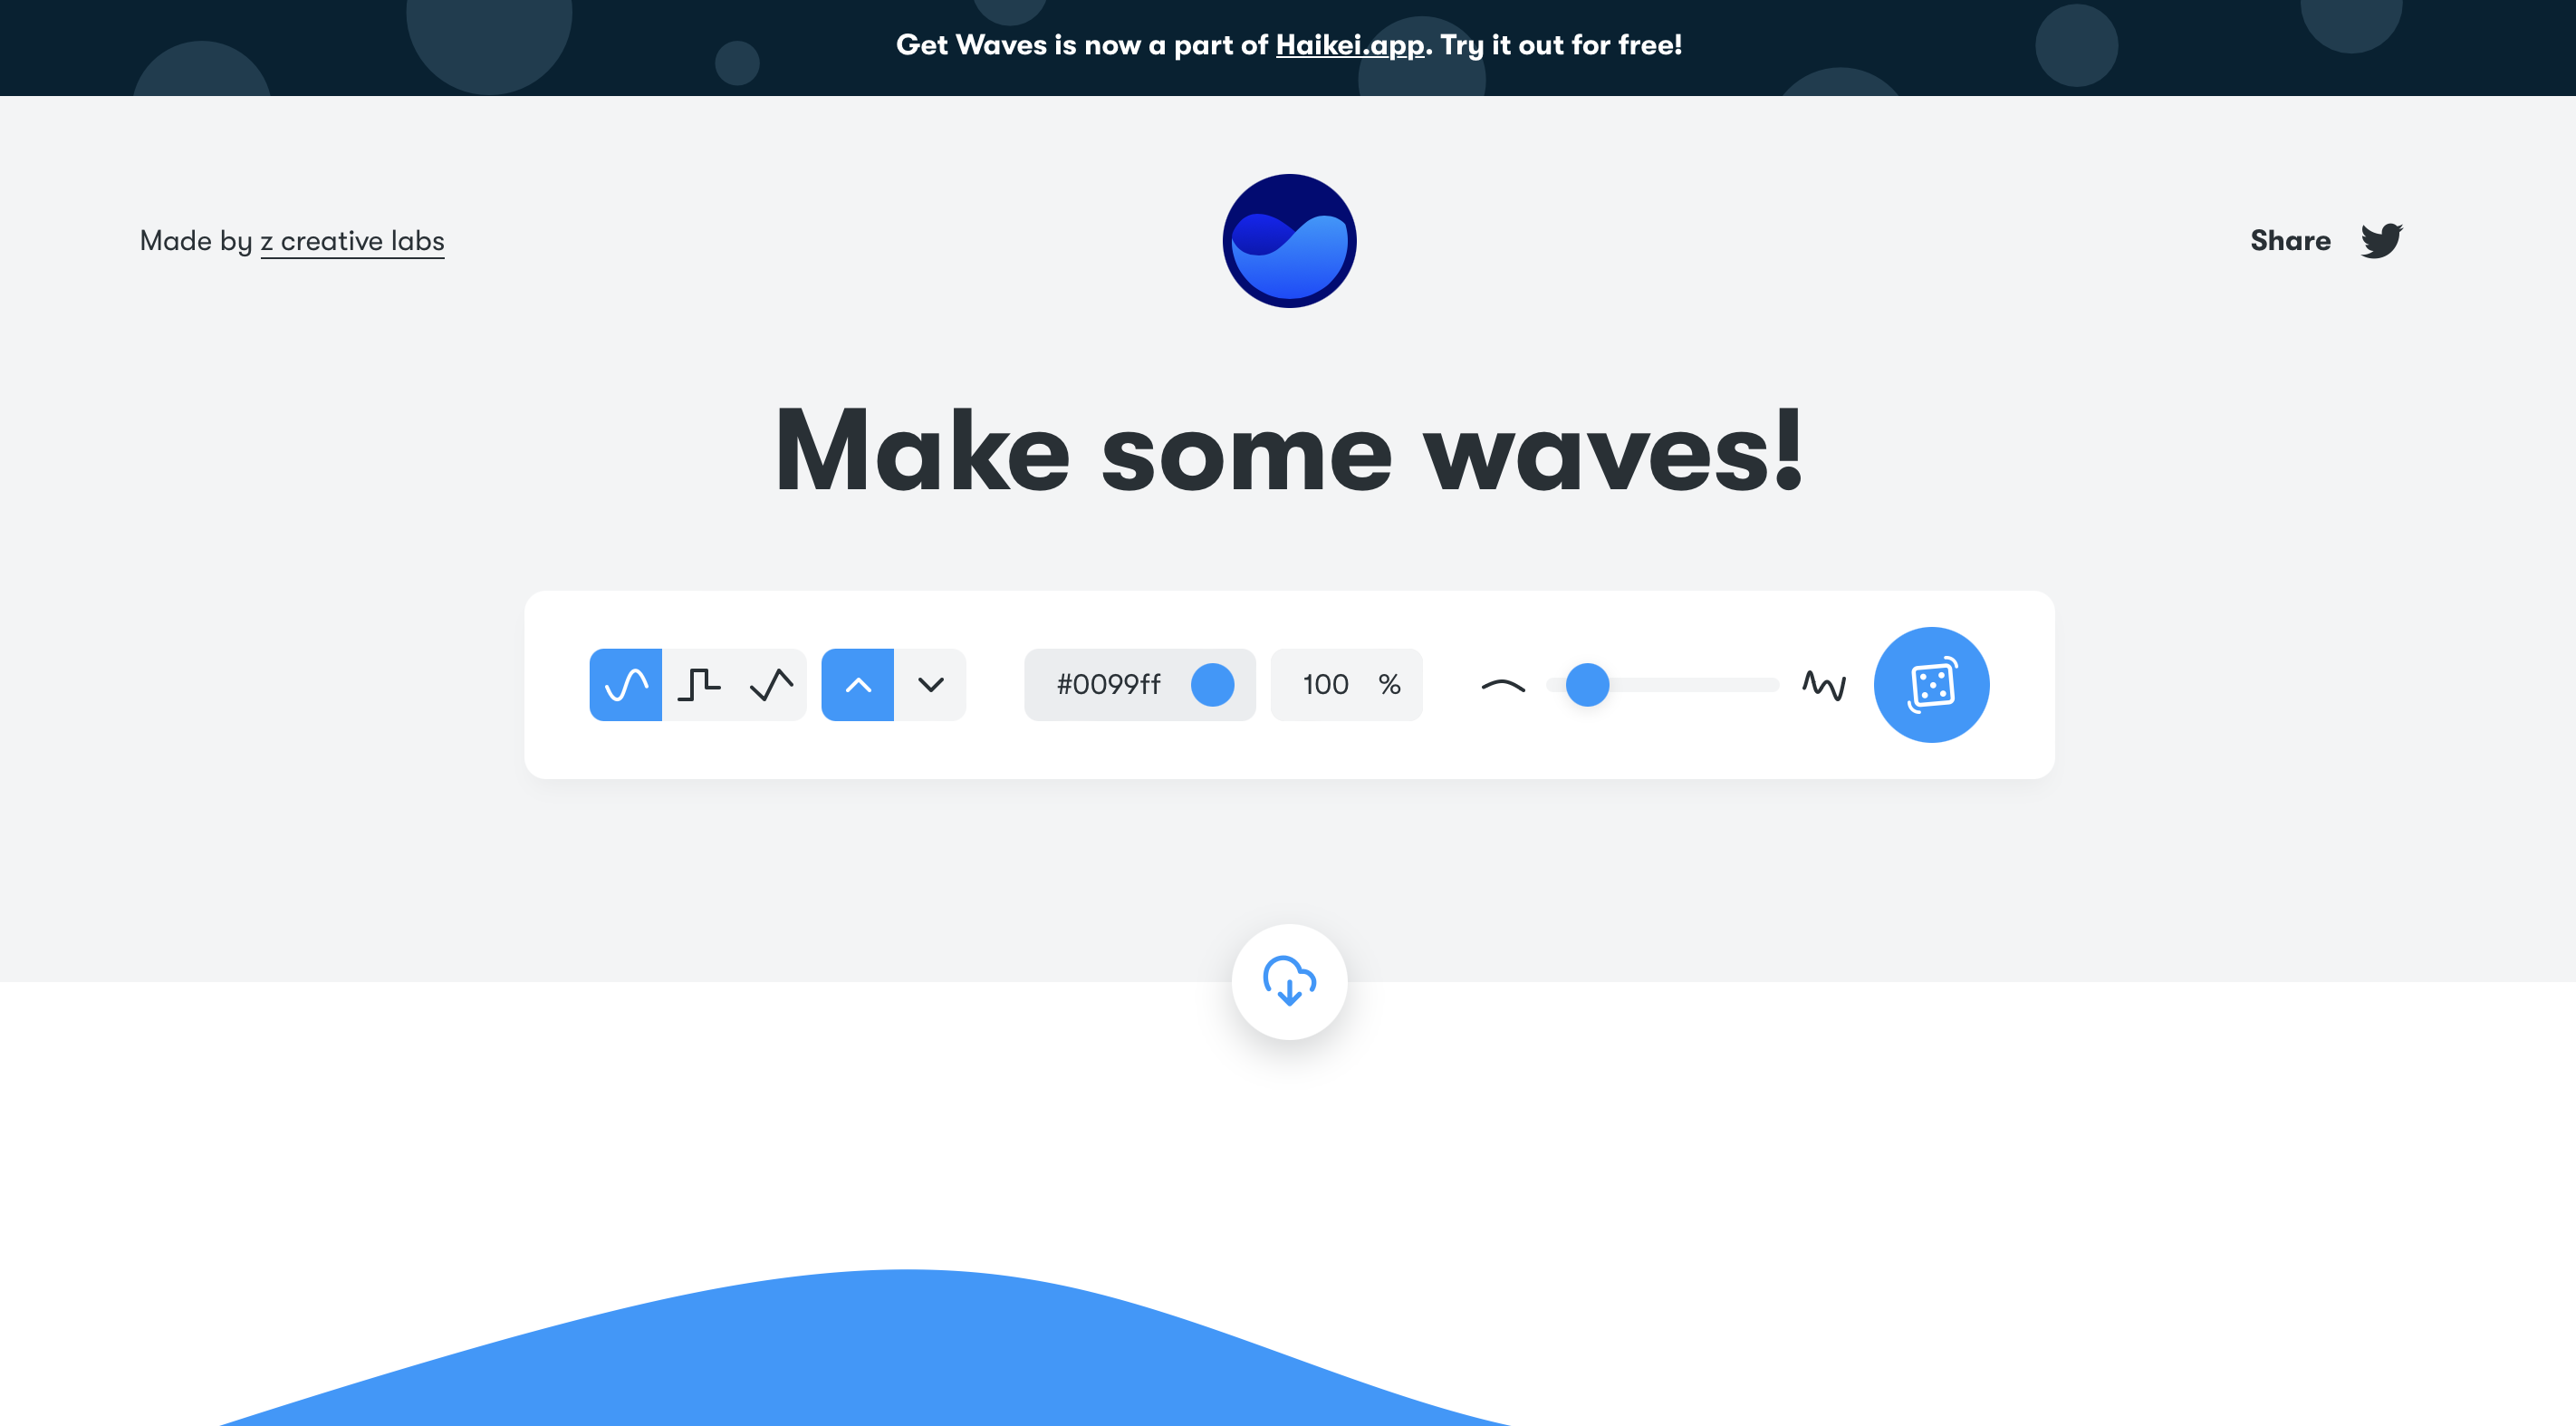 Get Waves is now a part of Haikei.app. Try it out for free!
Made by z creative labs
Share
Make some waves!
#0099ff
100 %